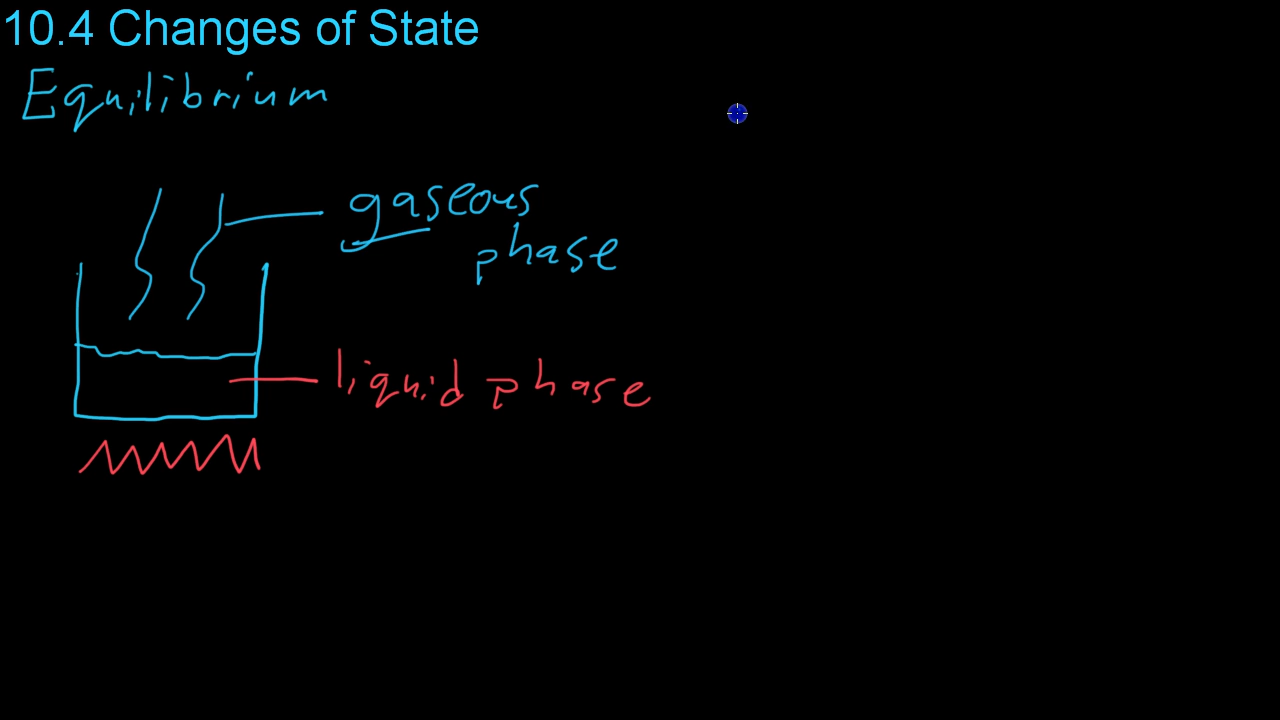 10.4 Changes of State
Equilibrium
gaseous
phase
liquid phase